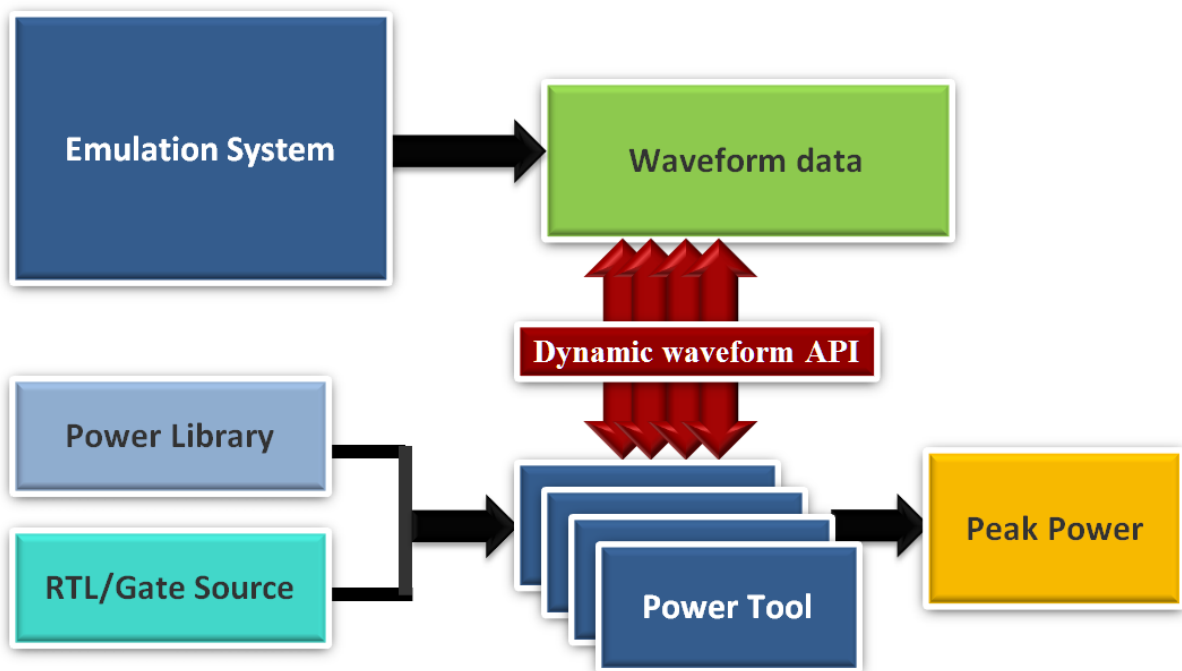 Emulation System
Waveform data
Dynamic waveform API
Power Library
RTL/Gate Source
Power Tool
Peak Power